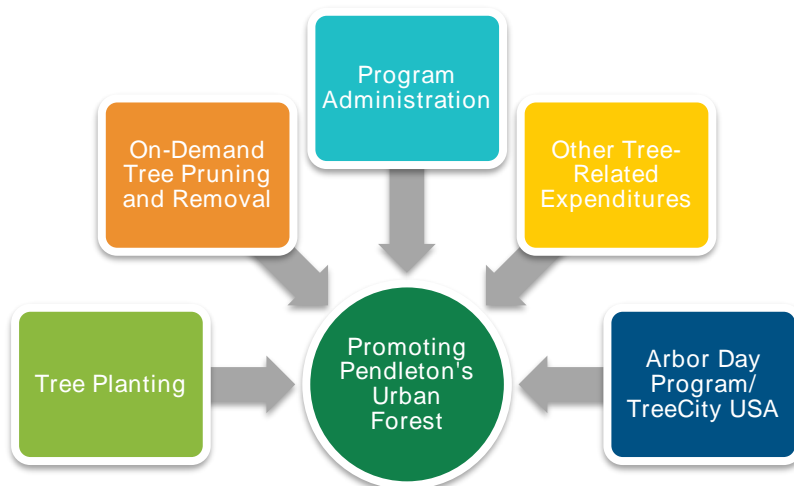 Program
Administration
On-Demand
Tree Pruning
and Removal
Other Tree-
Related
Expenditures
Tree Planting
Promoting
Pendleton's
Urban
Forest
Arbor Day
Program/
TreeCity USA